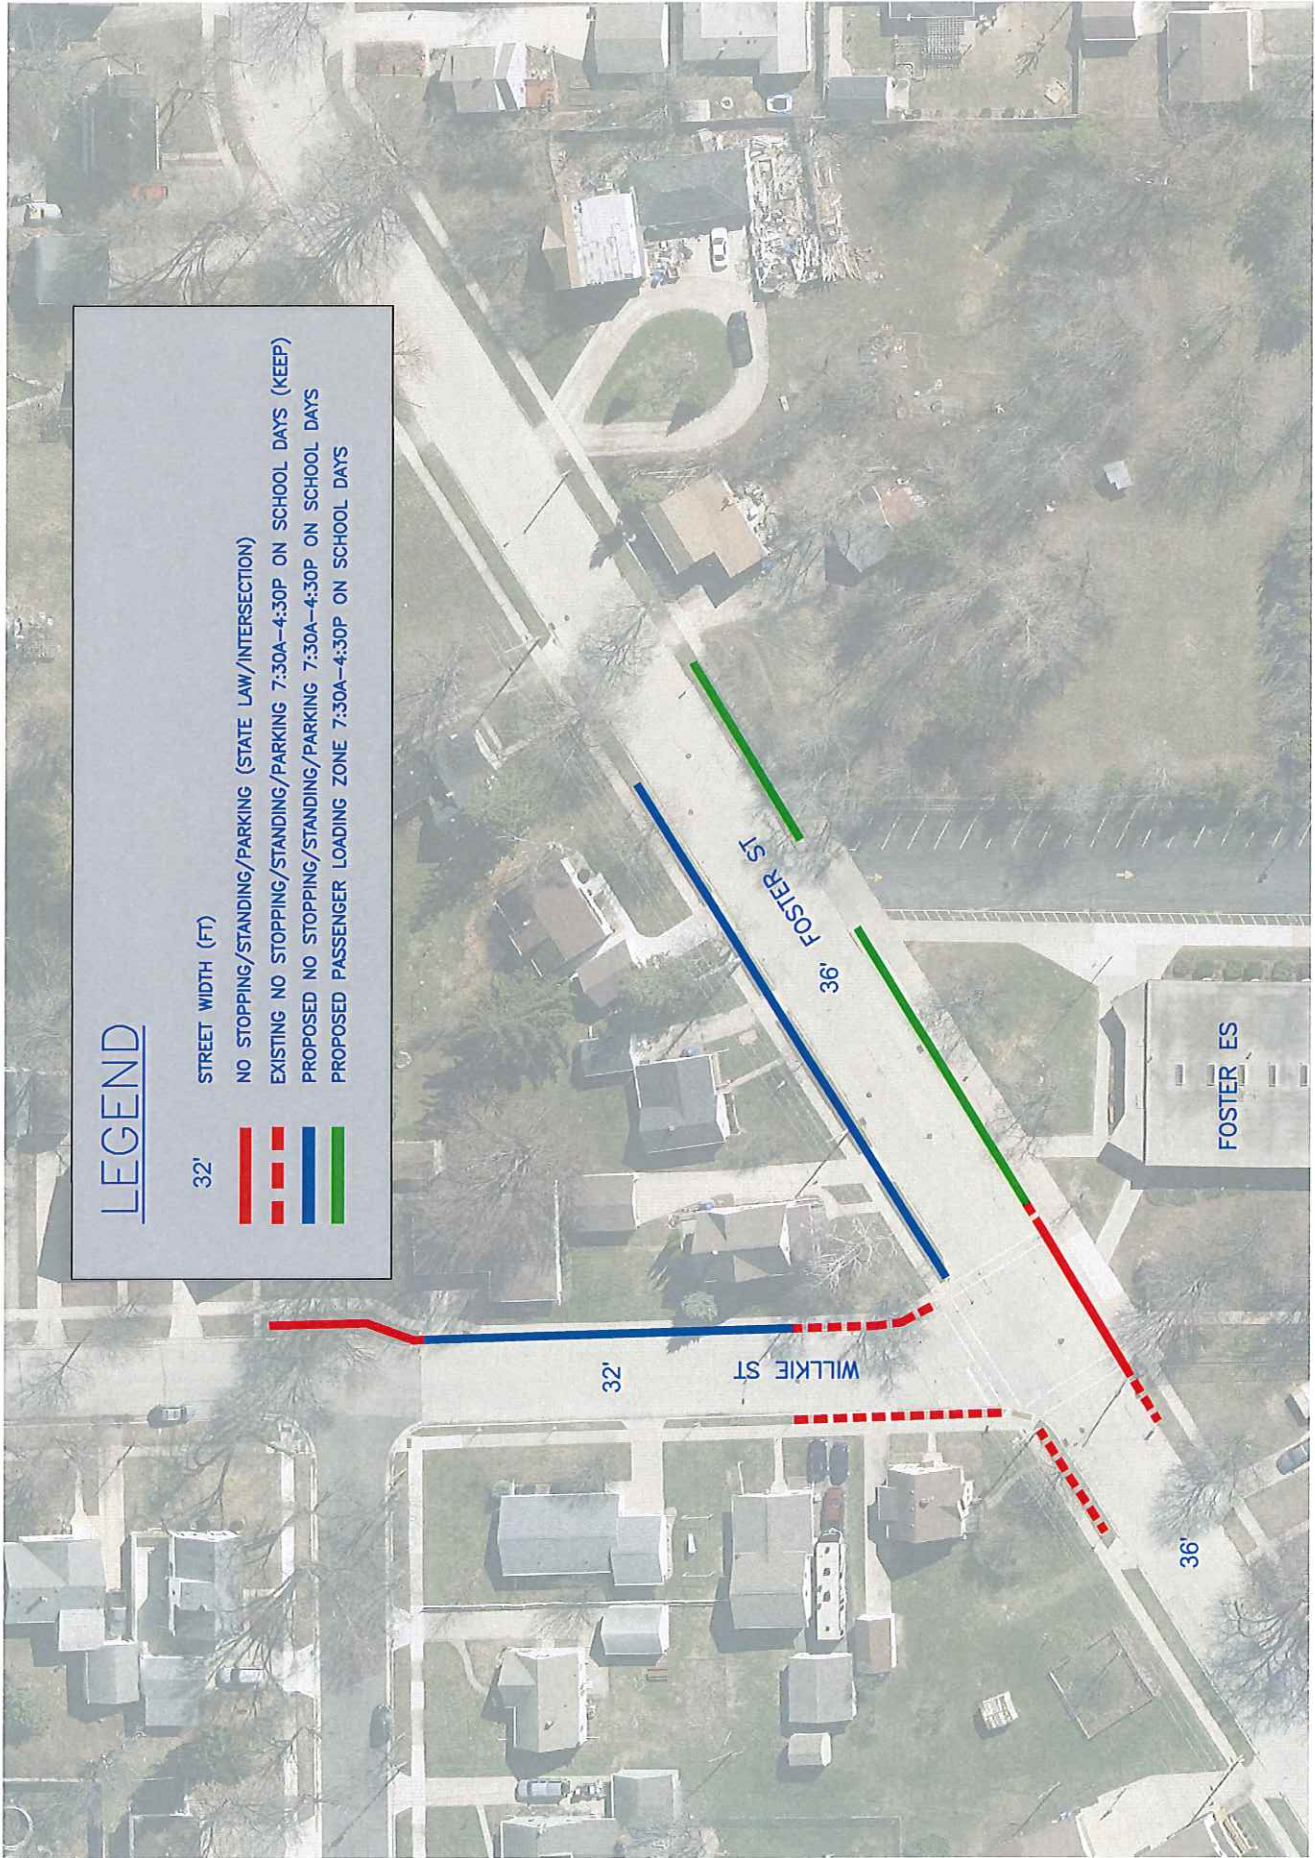 LEGEND
32' STREET WIDTH (FT)
NO STOPPING/STANDING/PARKING (STATE LAW/INTERSECTION)
EXISTING NO STOPPING/STANDING/PARKING 7:30A-4:30P ON SCHOOL DAYS (KEEP)
PROPOSED NO STOPPING/STANDING/PARKING 7:30A-4:30P ON SCHOOL DAYS
PROPOSED PASSENGER LOADING ZONE 7:30A-4:30P ON SCHOOL DAYS
32'
WILLKIE ST
FOSTER ST
36'
36'
FOSTER ES